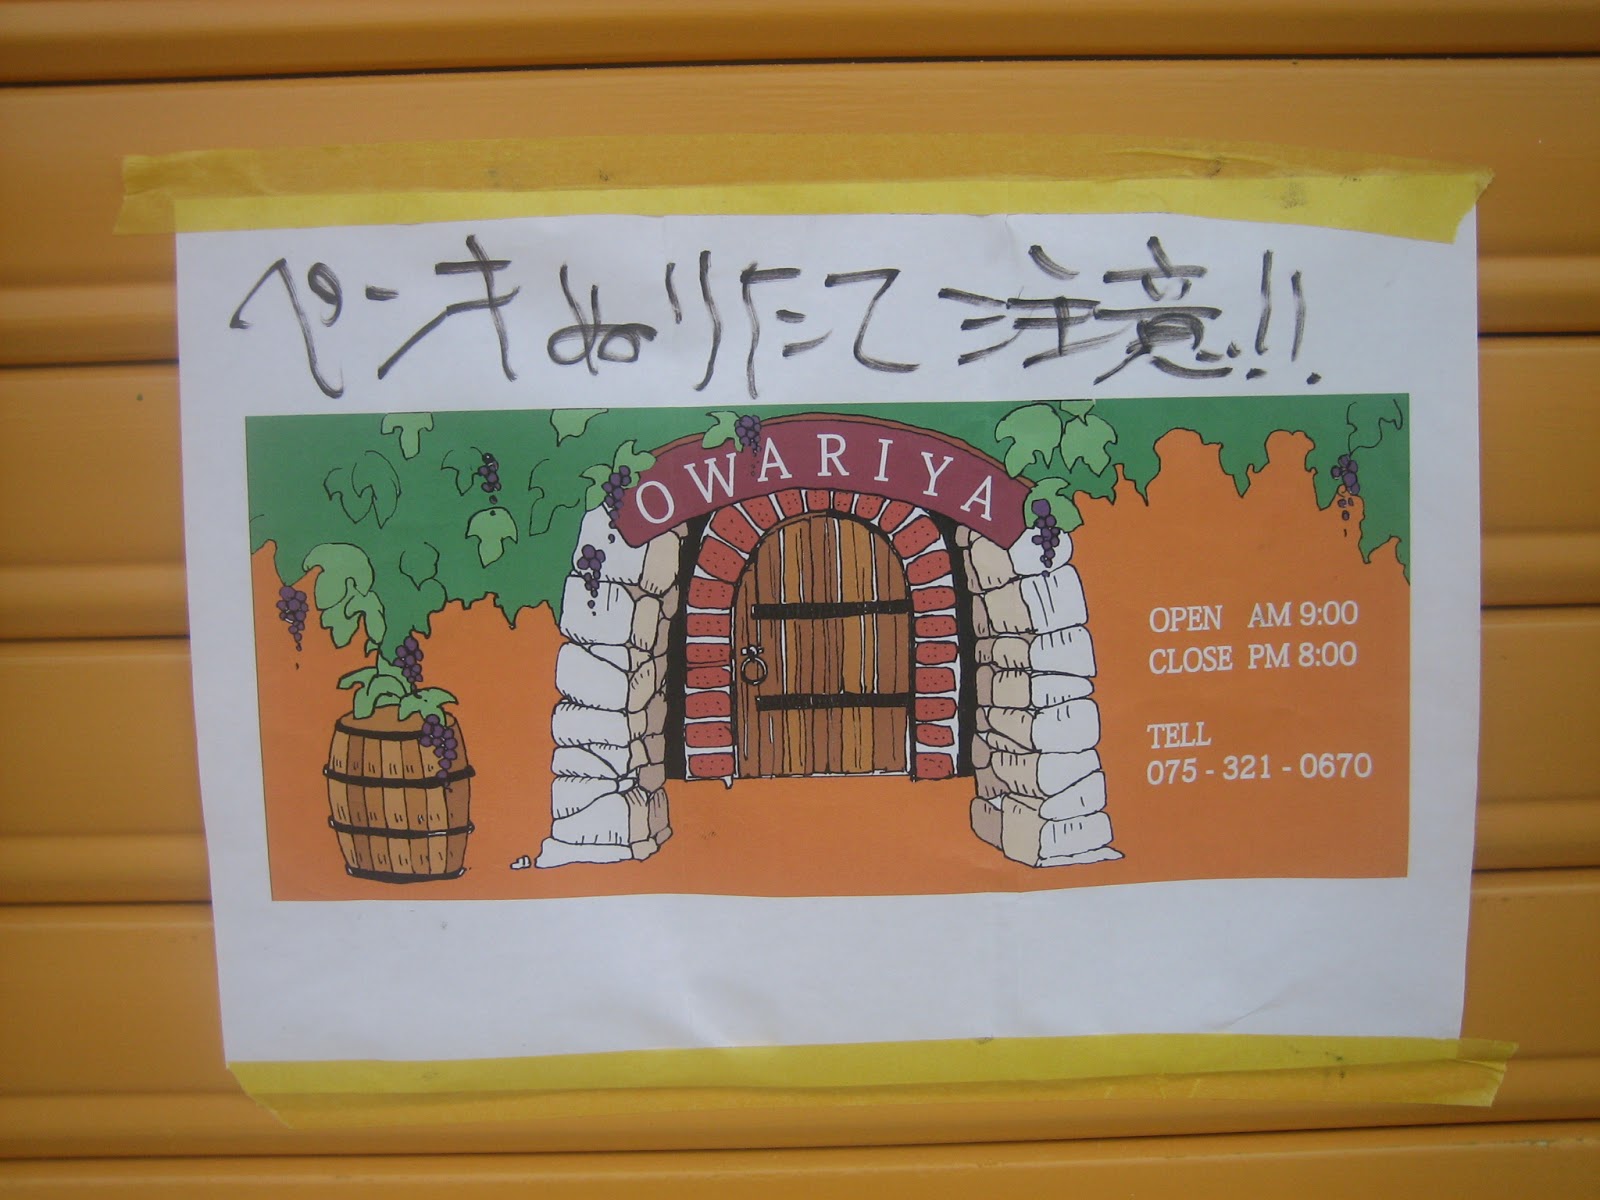 ペンキぬりたて注意!!
OWARIYA
OPEN AM 9:00
CLOSE PM 8:00
TELL
075 - 321 - 0670